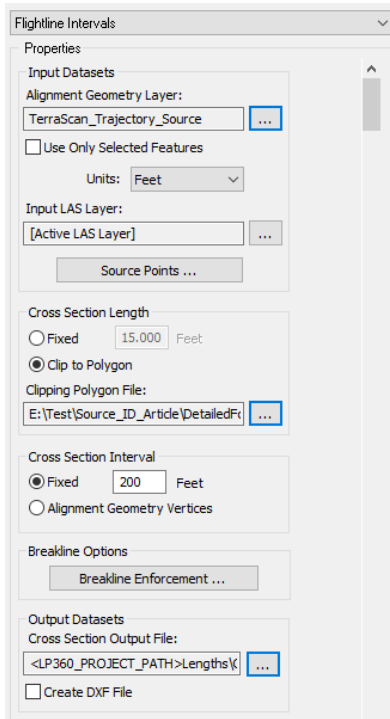 Flightline Intervals
Properties
Input Datasets
Alignment Geometry Layer:
TerraScan_Trajectory_Source ...
Use Only Selected Features
Units: Feet
Input LAS Layer:
[Active LAS Layer] ...
Source Points ...
Cross Section Length
Fixed 15.000 Feet
Clip to Polygon
Clipping Polygon File:
E:\Test\Source_ID_Article\DetailedFo ...
Cross Section Interval
Fixed 200 Feet
Alignment Geometry Vertices
Breakline Options
Breakline Enforcement ...
Output Datasets
Cross Section Output File:
<LP360_PROJECT_PATH>Lengths\C ...
Create DXF File